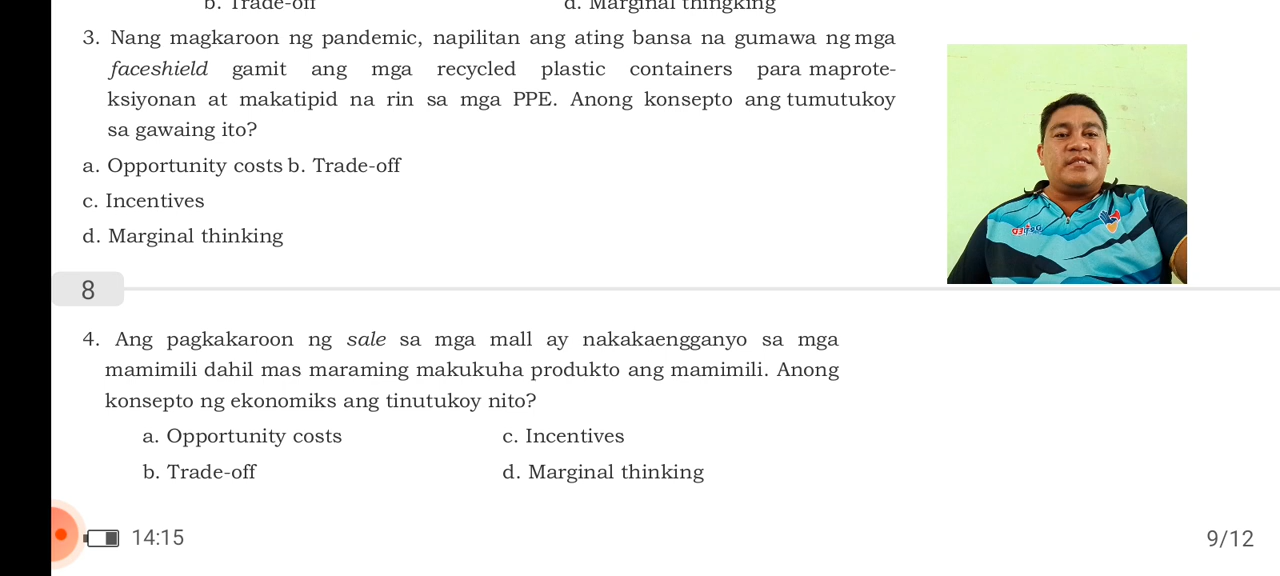 b. Trade-off
d. Marginal thingking
3. Nang magkaroon ng pandemic, napilitan ang ating bansa na gumawa ng mga
faceshield gamit ang mga recycled plastic containers para maprote-
ksiyonan at makatipid na rin sa mga PPE. Anong konsepto ang tumutukoy
sa gawaing ito?
a. Opportunity costs b. Trade-off
c. Incentives
d. Marginal thinking
8
4. Ang pagkakaroon ng sale sa mga mall ay nakakaengganyo sa mga
mamimili dahil mas maraming makukuha produkto ang mamimili. Anong
konsepto ng ekonomiks ang tinutukoy nito?
a. Opportunity costs
c. Incentives
b. Trade-off
d. Marginal thinking
14:15
9/12